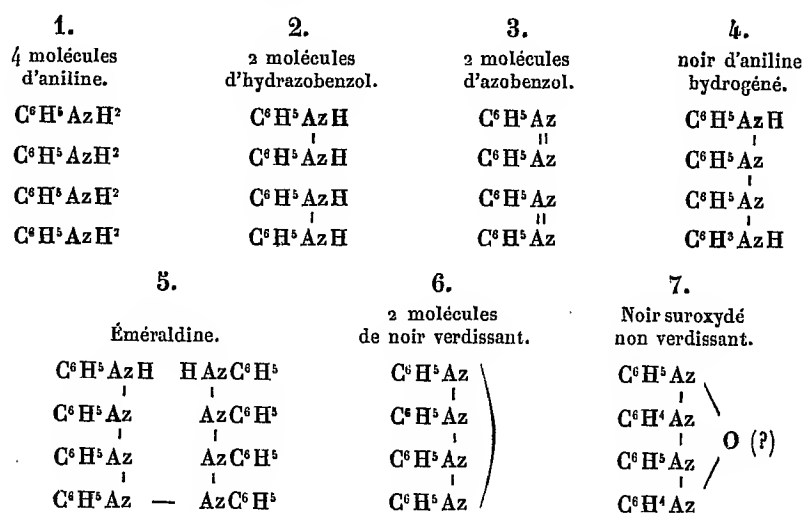 1. 2. 3. 4.
4 molécules 2 molécules 2 molécules noir d'aniline
d'aniline. d'hydrazobenzol. d'azobenzol. hydrogéné.
C⁶H⁵AzH² C⁶H⁵AzH C⁶H⁵Az C⁶H⁵AzH
C⁶H⁵AzH² C⁶H⁵AzH C⁶H⁵Az C⁶H⁵Az
C⁶H⁵AzH² C⁶H⁵AzH C⁶H⁵Az C⁶H⁵Az
C⁶H⁵AzH² C⁶H⁵AzH C⁶H⁵Az C⁶H³AzH
5. 6. 7.
2 molécules Noir suroxydé
Éméraldine. de noir verdissant. non verdissant.
C⁶H⁵AzH HAzC⁶H⁵ C⁶H⁵Az C⁶H⁵Az
C⁶H⁵Az AzC⁶H⁵ C⁶H⁵Az C⁶H⁴Az
O (?)
C⁶H⁵Az AzC⁶H⁵ C⁶H⁵Az C⁶H⁵Az
C⁶H⁵Az — AzC⁶H⁵ C⁶H⁵Az C⁶H⁴Az